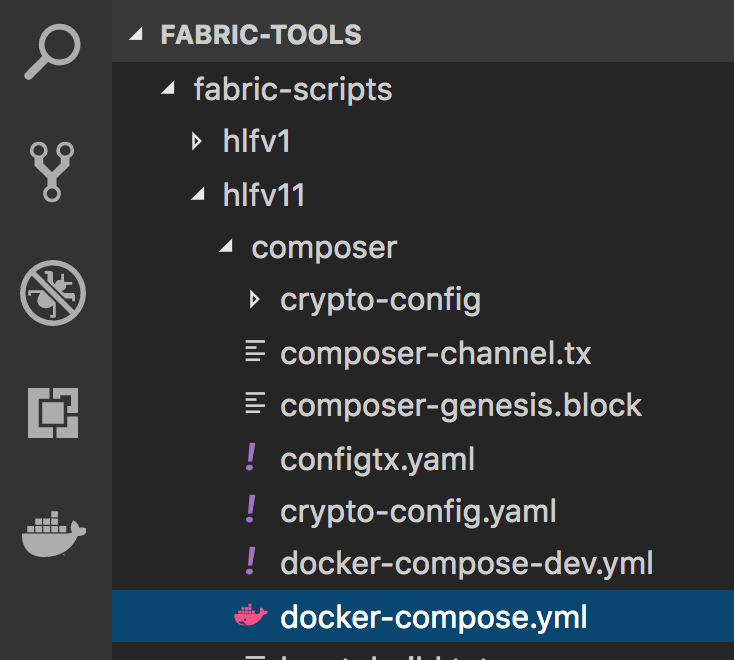 FABRIC-TOOLS
fabric-scripts
hlfv1
hlfv11
composer
crypto-config
composer-channel.tx
composer-genesis.block
configtx.yaml
crypto-config.yaml
docker-compose-dev.yml
docker-compose.yml